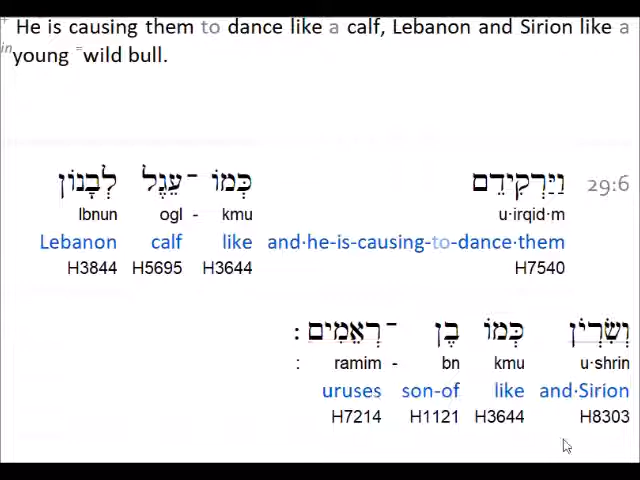 + He is causing them to dance like a calf, Lebanon and Sirion like a
in young = wild bull.
29:6 וַיַּרְקִידֵם כְּמוֹ ־ עֵגֶל לְבָנוֹן
lbnun ogl - kmu u·irqid·m
Lebanon calf like and·he-is-causing-to-dance·them
H3844 H5695 H3644 H7540
וְשִׂרְיֹן כְּמוֹ בֶן ־ רְאֵמִים :
: ramim - bn kmu u·shrin
uruses son-of like and·Sirion
H7214 H1121 H3644 H8303